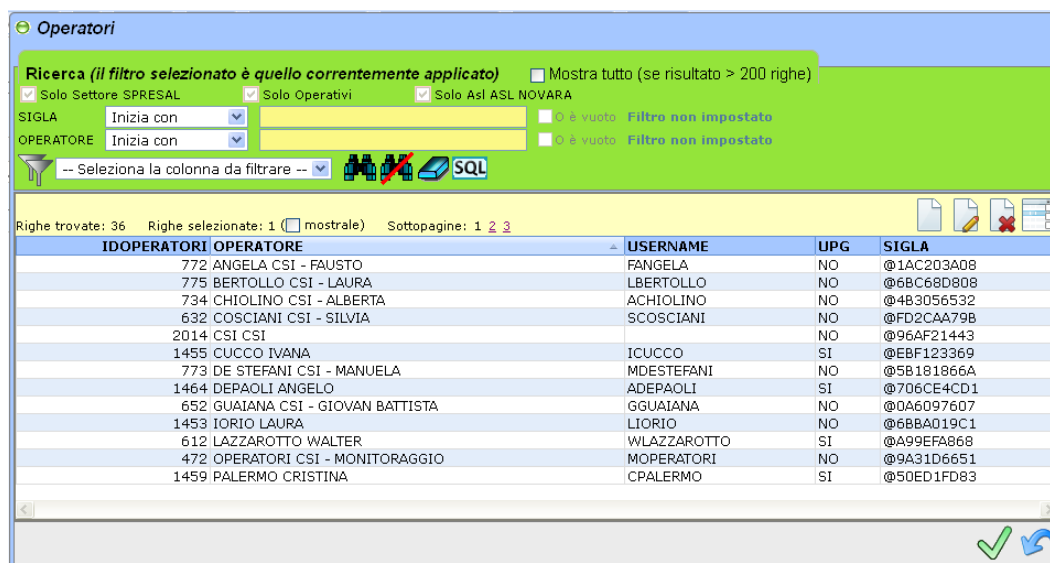 Operatori
Ricerca (il filtro selezionato è quello correntemente applicato) Mostra tutto (se risultato > 200 righe)
Solo Settore SPRESAL Solo Operativi Solo Asl ASL NOVARA
SIGLA Inizia con O è vuoto Filtro non impostato
OPERATORE Inizia con O è vuoto Filtro non impostato
-- Seleziona la colonna da filtrare -- SQL
Righe trovate: 36 Righe selezionate: 1 ( mostrale) Sottopagine: 1 2 3
IDOPERATORI OPERATORE USERNAME UPG SIGLA
772 ANGELA CSI - FAUSTO FANGELA NO @1AC203A08
775 BERTOLLO CSI - LAURA LBERTOLLO NO @6BC68D808
734 CHIOLINO CSI - ALBERTA ACHIOLINO NO @4B3056532
632 COSCIANI CSI - SILVIA SCOSCIANI NO @FD2CAA79B
2014 CSI CSI NO @96AF21443
1455 CUCCO IVANA ICUCCO SI @EBF123369
773 DE STEFANI CSI - MANUELA MDESTEFANI NO @5B181866A
1464 DEPAOLI ANGELO ADEPAOLI SI @706CE4CD1
652 GUAIANA CSI - GIOVAN BATTISTA GGUAIANA NO @0A6097607
1453 IORIO LAURA LIORIO NO @6BBA019C1
612 LAZZAROTTO WALTER WLAZZAROTTO SI @A99EFA868
472 OPERATORI CSI - MONITORAGGIO MOPERATORI NO @9A31D6651
1459 PALERMO CRISTINA CPALERMO SI @50ED1FD83